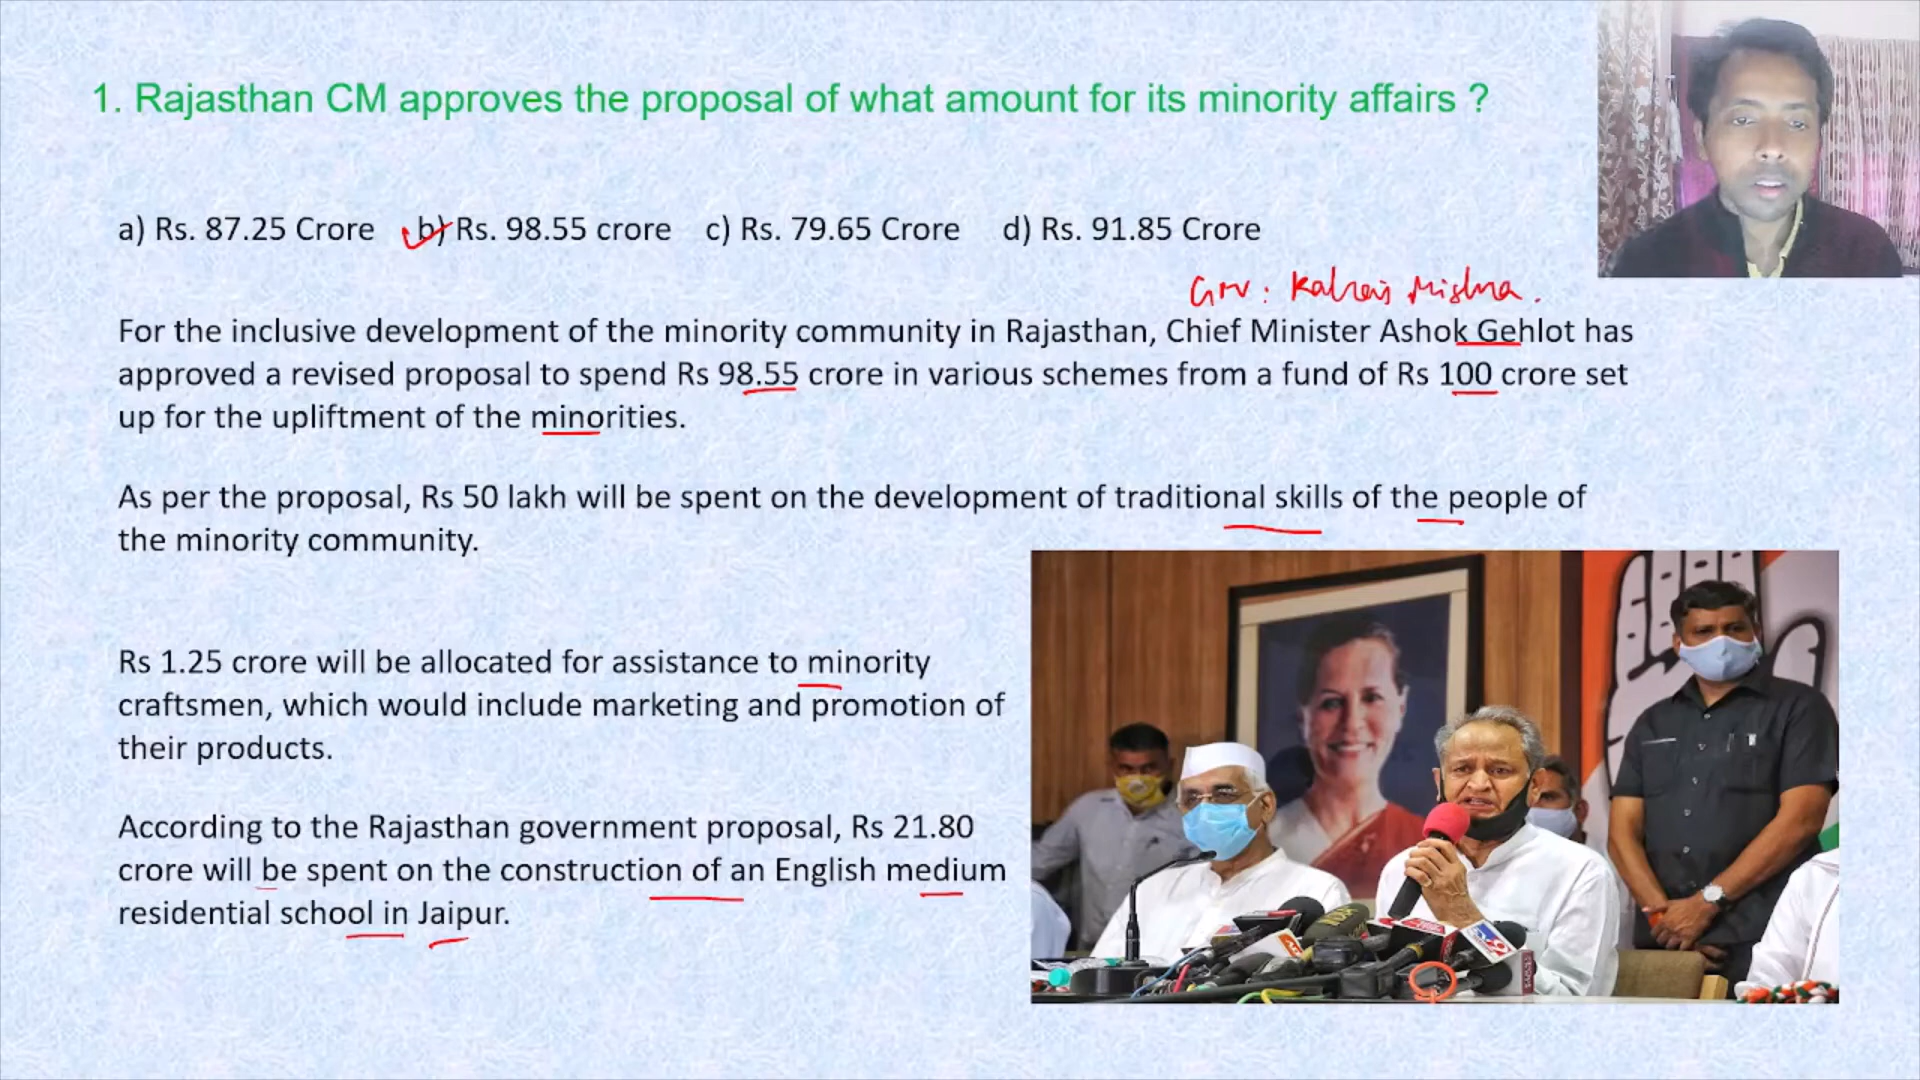 1. Rajasthan CM approves the proposal of what amount for its minority affairs ?
a) Rs. 87.25 Crore b) Rs. 98.55 crore c) Rs. 79.65 Crore d) Rs. 91.85 Crore
Gov: Kalraj Mishra.
For the inclusive development of the minority community in Rajasthan, Chief Minister Ashok Gehlot has
approved a revised proposal to spend Rs 98.55 crore in various schemes from a fund of Rs 100 crore set
up for the upliftment of the minorities.
As per the proposal, Rs 50 lakh will be spent on the development of traditional skills of the people of
the minority community.
Rs 1.25 crore will be allocated for assistance to minority
craftsmen, which would include marketing and promotion of
their products.
According to the Rajasthan government proposal, Rs 21.80
crore will be spent on the construction of an English medium
residential school in Jaipur.